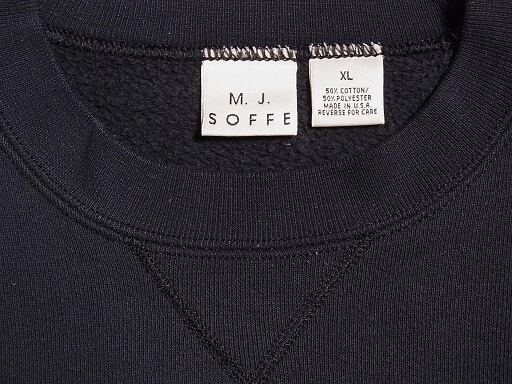 M. J.
SOFFE
XL
50% COTTON/
50% POLYESTER
MADE IN U.S.A.
REVERSE FOR CARE